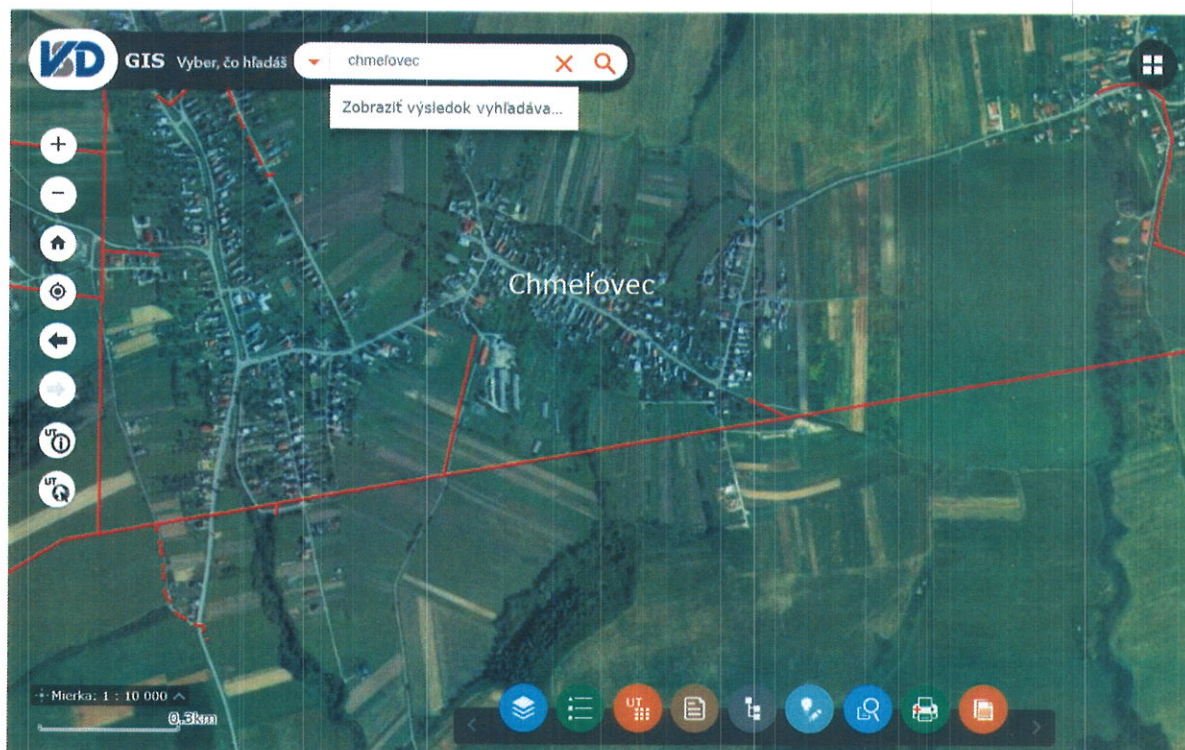 VSD GIS Vyber, čo hľadáš chmeľovec
Zobraziť výsledok vyhľadáva...
Chmeľovec
UT
UT
Mierka: 1 : 10 000
0.3km
UT